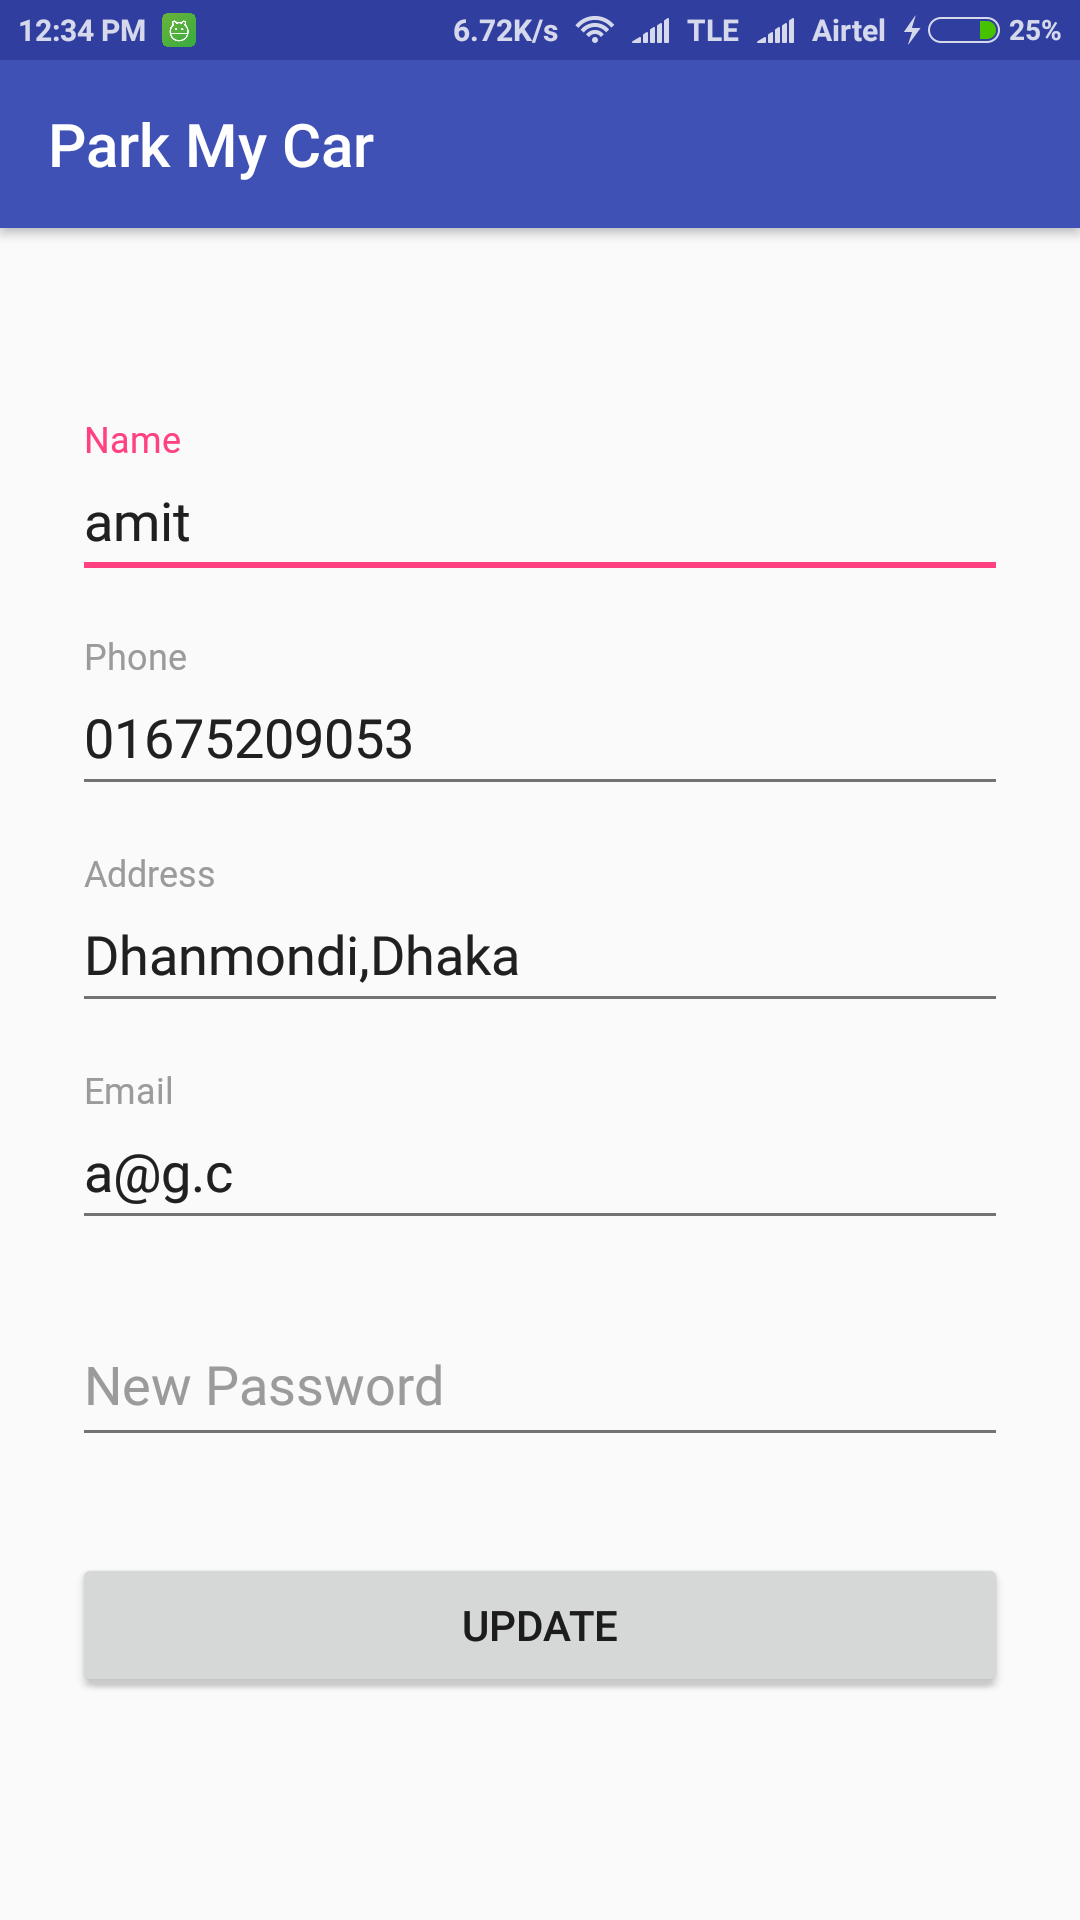 12:34 PM 6.72K/s TLE Airtel 25%
Park My Car
Name
amit
Phone
01675209053
Address
Dhanmondi,Dhaka
Email
a@g.c
New Password
UPDATE